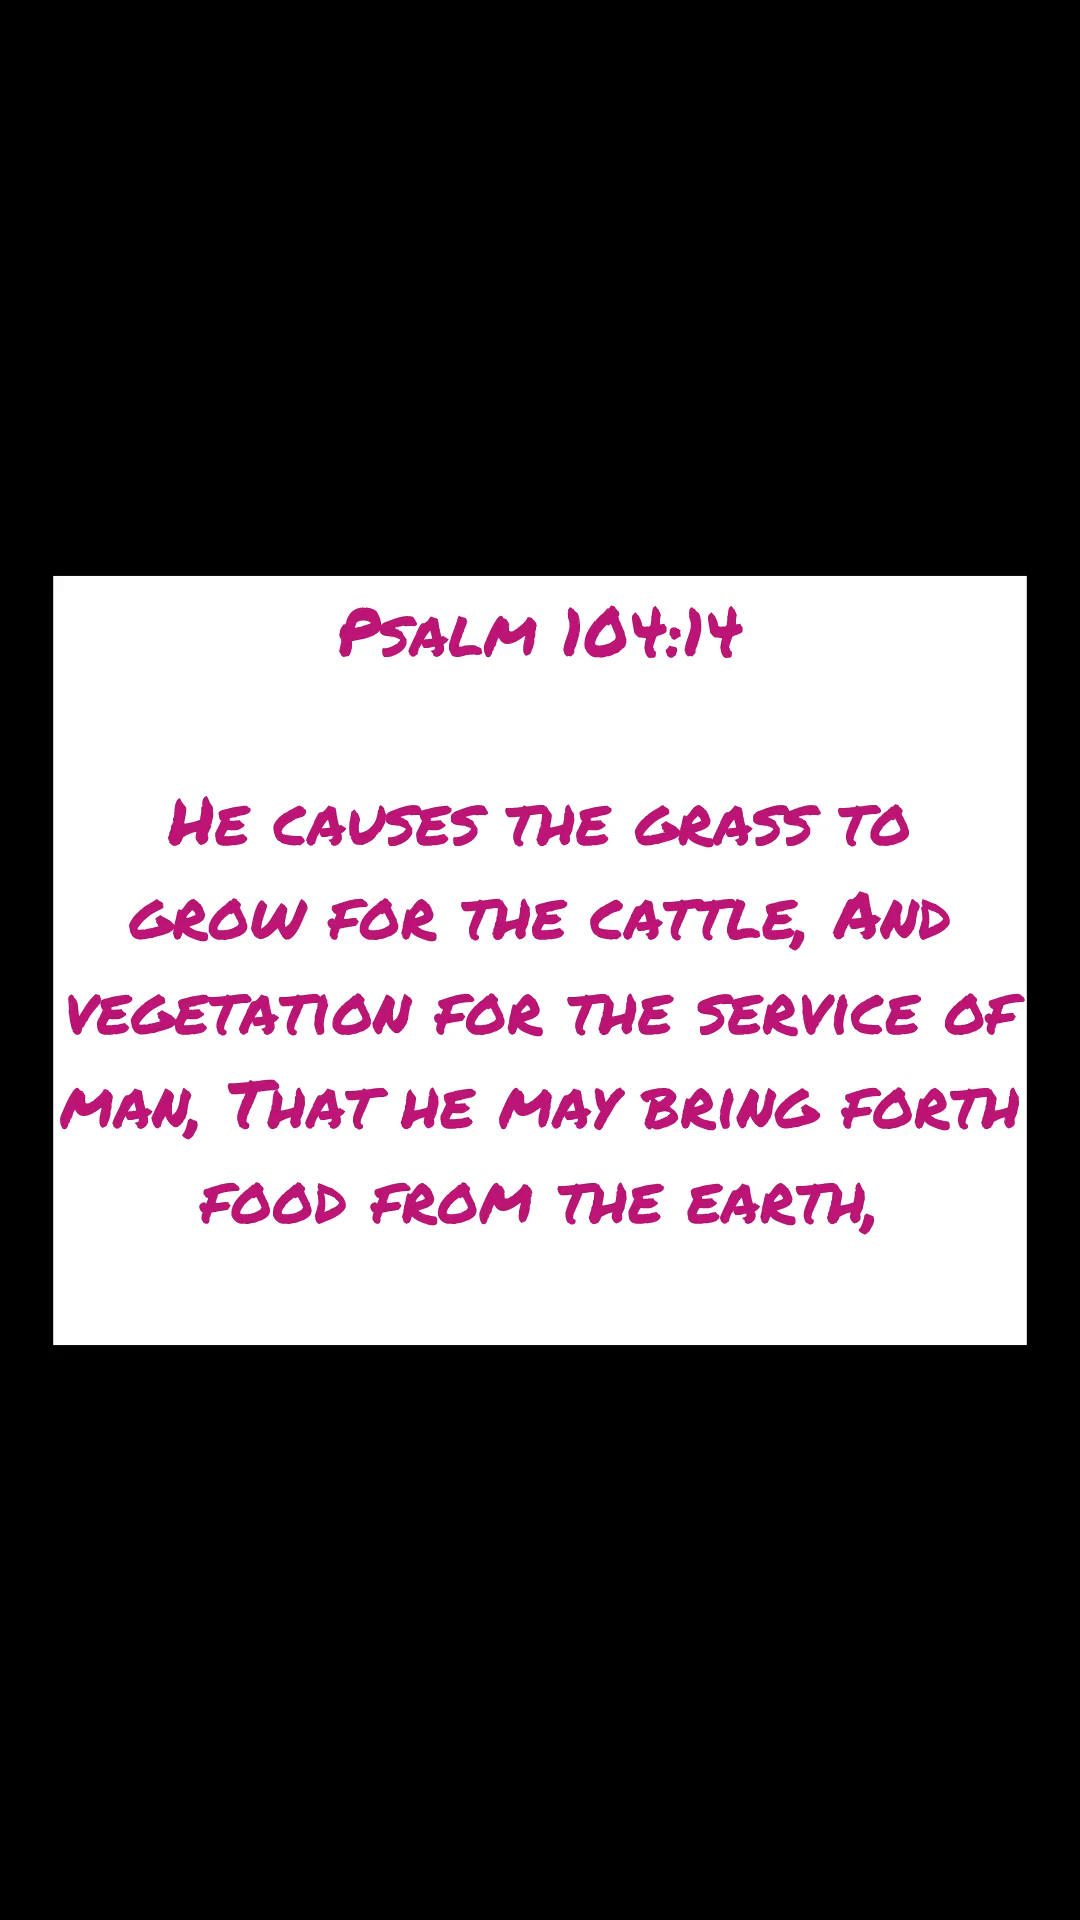 Psalm 104:14
He causes the grass to
grow for the cattle, And
vegetation for the service of
man, That he may bring forth
food from the earth,